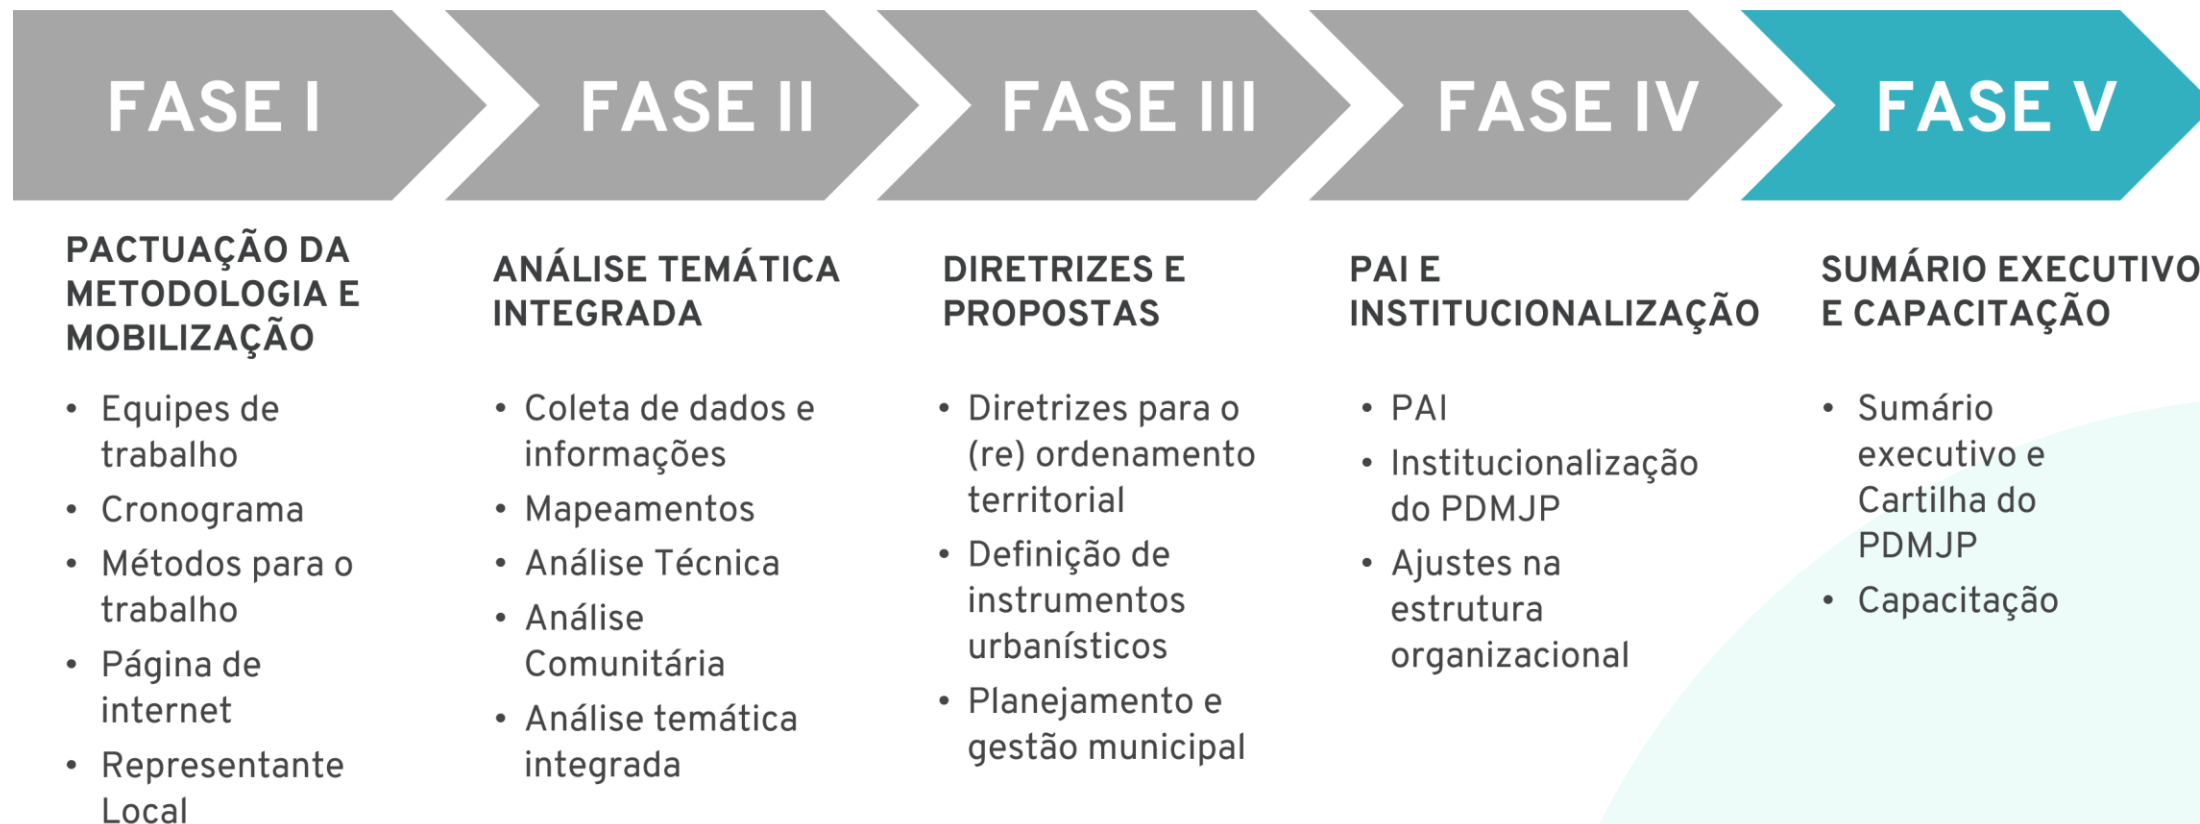 FASE I
FASE II
FASE III
FASE IV
FASE V
PACTUAÇÃO DA
METODOLOGIA E
MOBILIZAÇÃO
• Equipes de
trabalho
• Cronograma
• Métodos para o
trabalho
• Página de
internet
• Representante
Local
ANÁLISE TEMÁTICA
INTEGRADA
• Coleta de dados e
informações
• Mapeamentos
• Análise Técnica
• Análise
Comunitária
• Análise temática
integrada
DIRETRIZES E
PROPOSTAS
• Diretrizes para o
(re) ordenamento
territorial
• Definição de
instrumentos
urbanísticos
• Planejamento e
gestão municipal
PAI E
INSTITUCIONALIZAÇÃO
• PAI
• Institucionalização
do PDMJP
• Ajustes na
estrutura
organizacional
SUMÁRIO EXECUTIVO
E CAPACITAÇÃO
• Sumário
executivo e
Cartilha do
PDMJP
• Capacitação